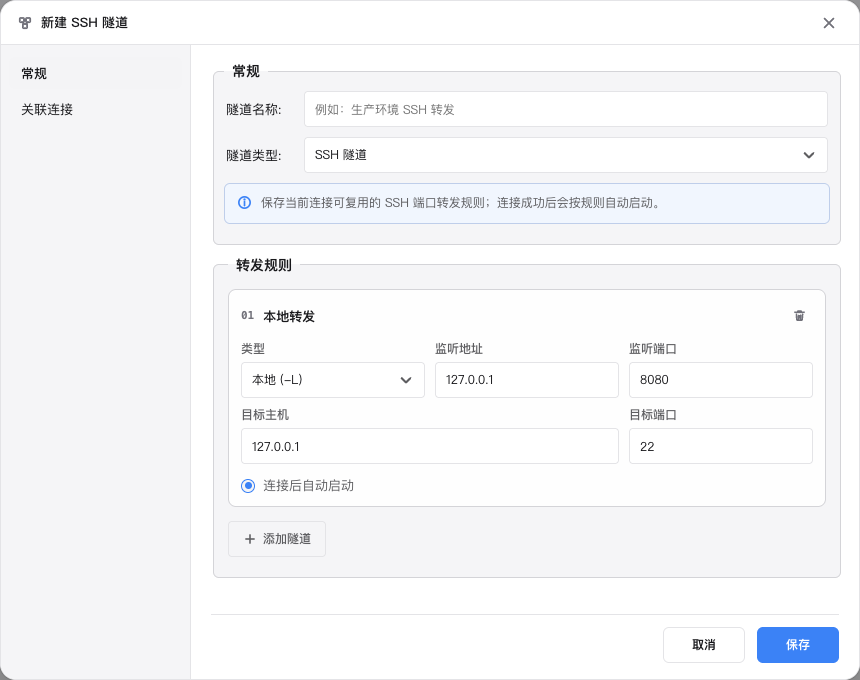 新建 SSH 隧道
常规
关联连接
常规
隧道名称:
例如：生产环境 SSH 转发
隧道类型:
SSH 隧道
保存当前连接可复用的 SSH 端口转发规则；连接成功后会按规则自动启动。
转发规则
01 本地转发
类型
监听地址
监听端口
本地 (-L)
127.0.0.1
8080
目标主机
目标端口
127.0.0.1
22
连接后自动启动
添加隧道
取消
保存